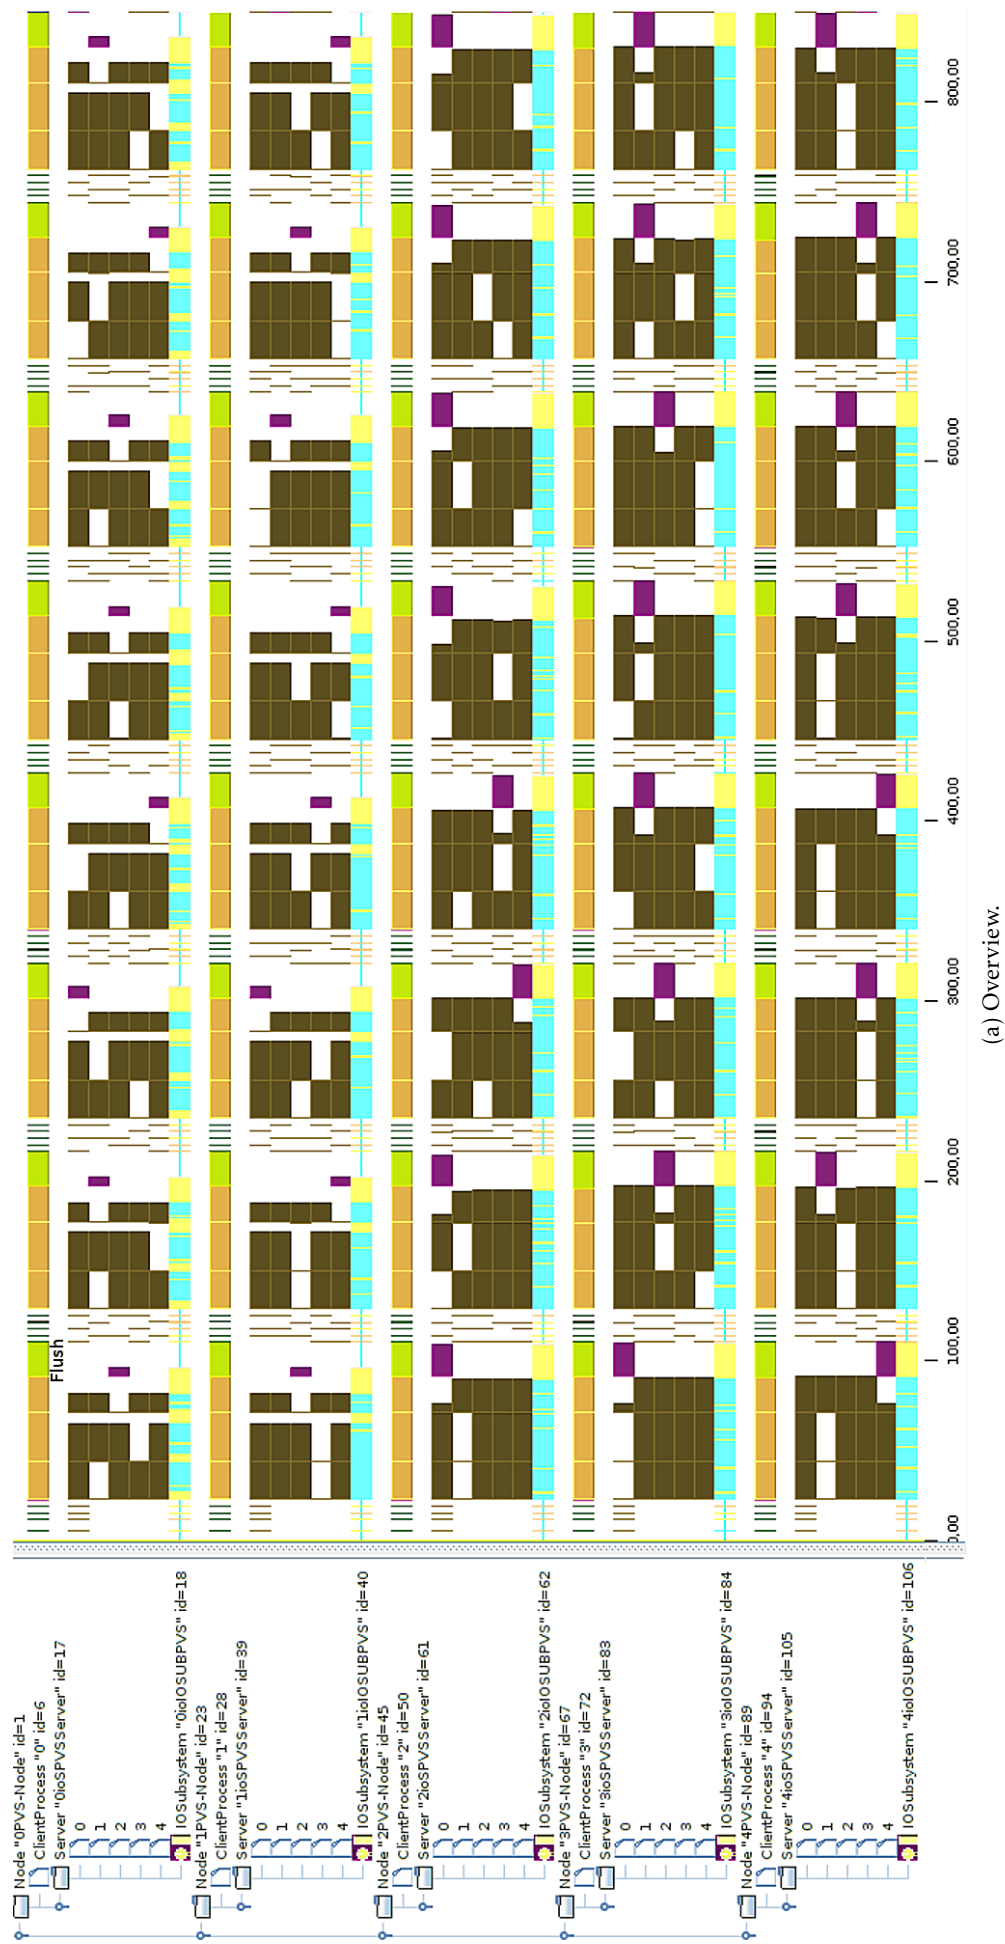 Node "0PVS-Node" id=1
ClientProcess "0" id=6
Flush
Server "0ioSPVSServer" id=17
0
1
2
3
4
IOSubsystem "0ioIOSUBPVS" id=18
Node "1PVS-Node" id=23
ClientProcess "1" id=28
Server "1ioSPVSServer" id=39
0
1
2
3
4
IOSubsystem "1ioIOSUBPVS" id=40
Node "2PVS-Node" id=45
ClientProcess "2" id=50
Server "2ioSPVSServer" id=61
0
1
2
3
4
IOSubsystem "2ioIOSUBPVS" id=62
Node "3PVS-Node" id=67
ClientProcess "3" id=72
Server "3ioSPVSServer" id=83
0
1
2
3
4
IOSubsystem "3ioIOSUBPVS" id=84
Node "4PVS-Node" id=89
ClientProcess "4" id=94
Server "4ioSPVSServer" id=105
0
1
2
3
4
IOSubsystem "4ioIOSUBPVS" id=106
0,00 100,00 200,00 300,00 400,00 500,00 600,00 700,00 800,00
(a) Overview.